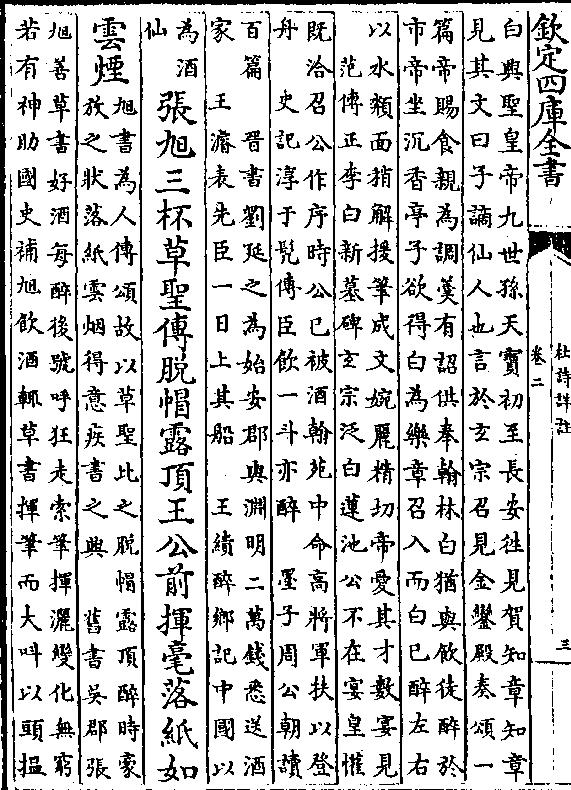 欽定四庫全書
杜詩詳註
卷二
三
白興聖皇帝九世孫天寳初至長安徃見賀知章知章
見其文曰子謫仙人也言於玄宗召見金鑾殿奏頌一
篇帝賜食親為調羮有詔供奉翰林白猶與飲徒醉於
市帝坐沉香亭子欲得白為樂章召入而白已醉左右
以水頮面稍解援筆成文婉麗精切帝愛其才數宴見
范傳正李白新墓碑玄宗泛白蓮池公不在宴皇懽
既洽召公作序時公已被酒翰苑中命高將軍扶以登
舟 史記淳于髠傳臣飲一斗亦醉 墨子周公朝讀
百篇 晉書劉延之為始安郡與淵明二萬錢悉送酒
家 王濬表先臣一日上其船 王績醉鄉記中國以
為酒
仙
張旭三杯草聖傳脫帽露頂王公前揮毫落紙如
雲煙
旭書為人傳頌故以草聖此之脫帽露頂醉時豪
放之狀落紙雲烟得意疾書之興 舊書吳郡張
旭善草書好酒每醉後號呼狂走索筆揮灑變化無窮
若有神助國史補旭飲酒輙草書揮筆而大呌以頭揾